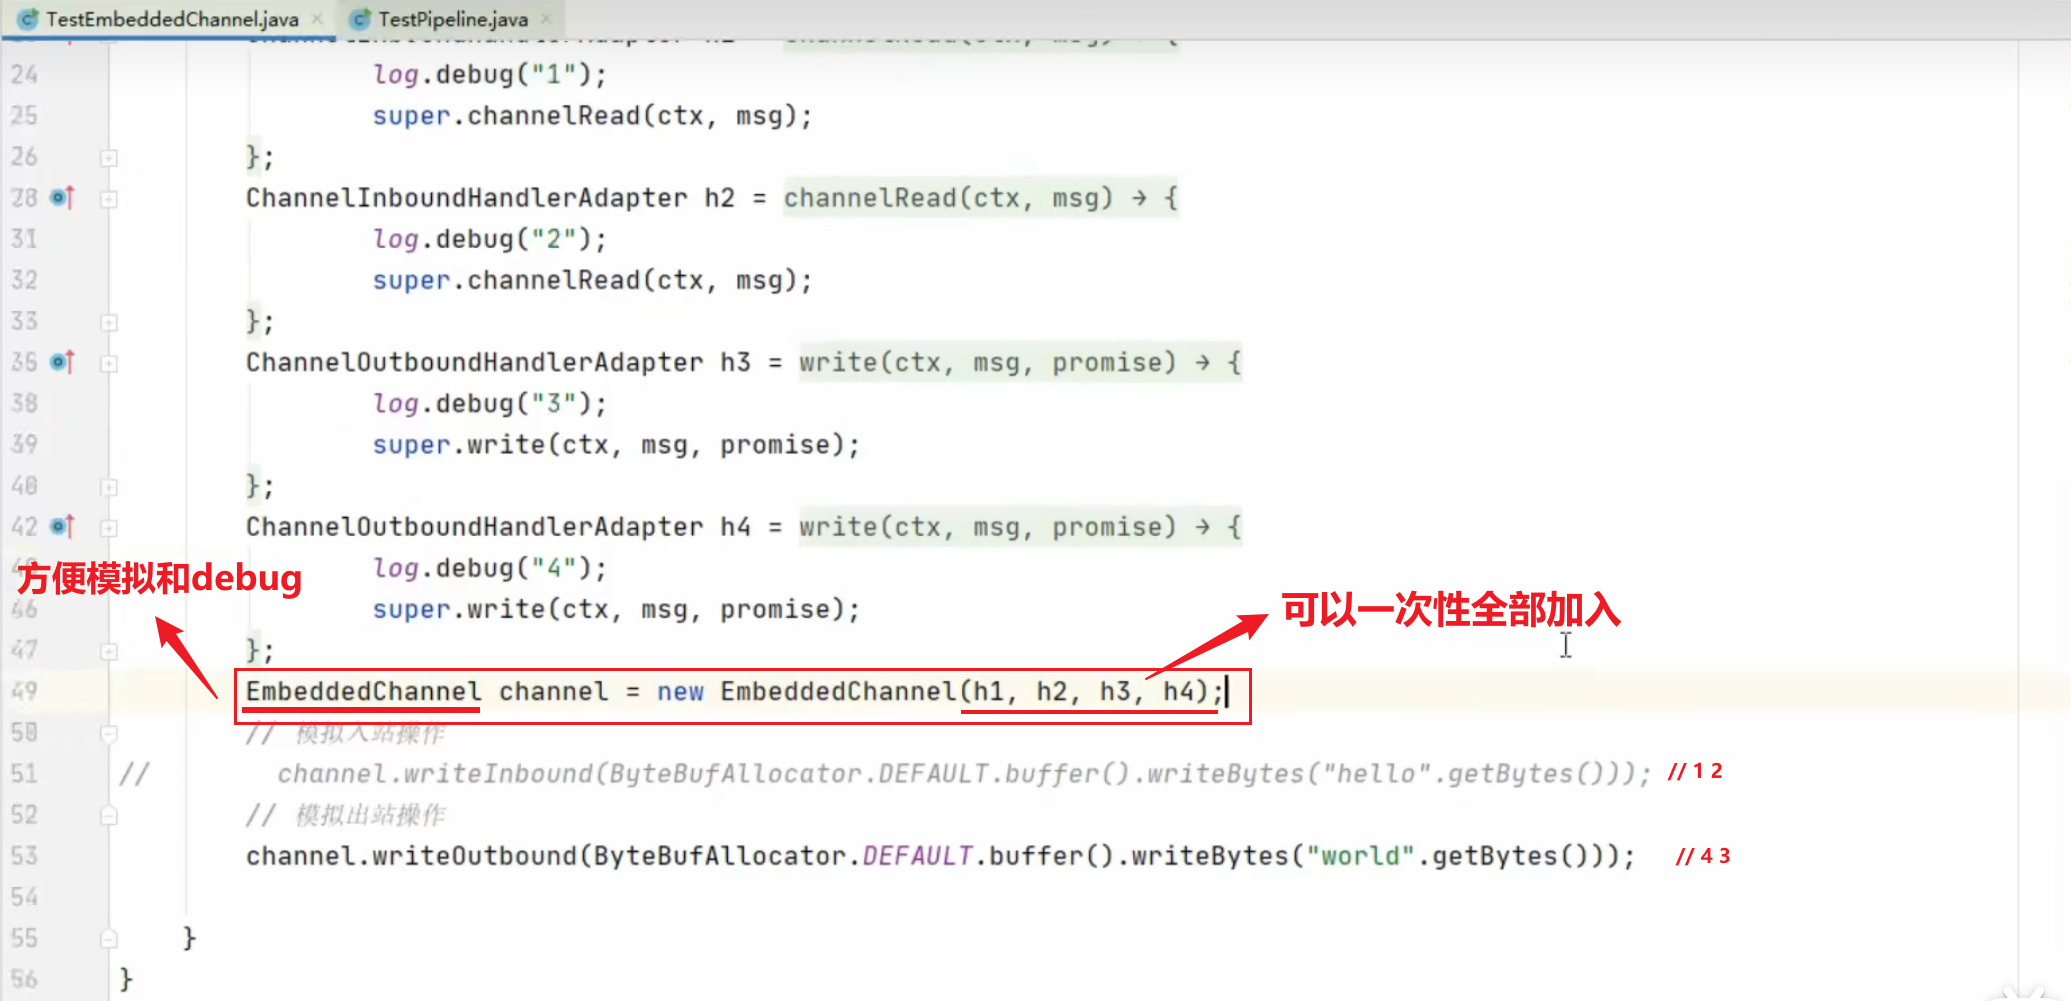 TestEmbeddedChannel.java × TestPipeline.java ×
24 log.debug("1");
25 super.channelRead(ctx, msg);
26 };
28 ChannelInboundHandlerAdapter h2 = channelRead(ctx, msg) → {
31 log.debug("2");
32 super.channelRead(ctx, msg);
33 };
35 ChannelOutboundHandlerAdapter h3 = write(ctx, msg, promise) → {
38 log.debug("3");
39 super.write(ctx, msg, promise);
40 };
42 ChannelOutboundHandlerAdapter h4 = write(ctx, msg, promise) → {
log.debug("4");
方便模拟和debug
46 super.write(ctx, msg, promise);
可以一次性全部加入
47 };
49 EmbeddedChannel channel = new EmbeddedChannel(h1, h2, h3, h4);
50 // 模拟入站操作
51 // channel.writeInbound(ByteBufAllocator.DEFAULT.buffer().writeBytes("hello".getBytes())); // 1 2
52 // 模拟出站操作
53 channel.writeOutbound(ByteBufAllocator.DEFAULT.buffer().writeBytes("world".getBytes())); // 4 3
54
55 }
56 }